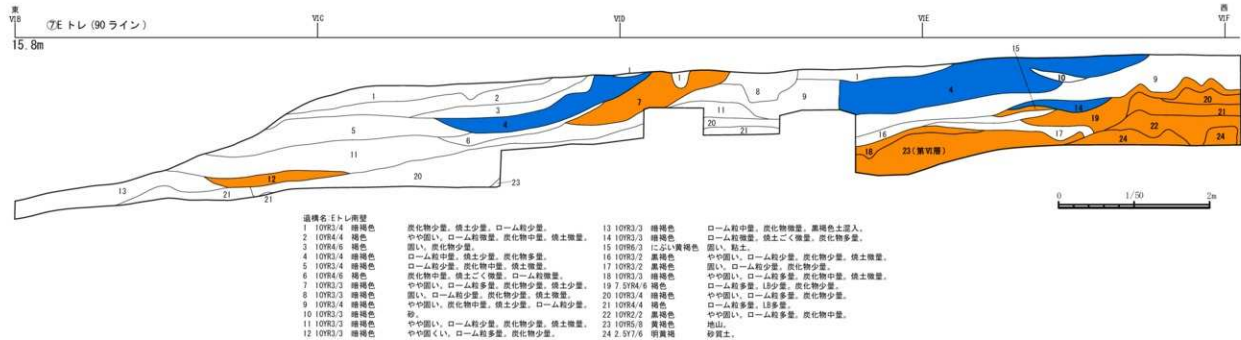 東 西
ⅥB ⅥC ⅥD ⅥE ⅥF
⑦E トレ (90 ライン)
15.8m
1 1 15
1 2 8 9 1 10 9
3 7 4
5 4 11 14 20
6 20 16 19 21
11 21 17 22
18 23(第Ⅵ層) 24 24
13 12 20 23
21 21
0 1/50 2m
遺構名:Eトレ南壁
1 10YR3/4 暗褐色 炭化物少量、焼土少量、ローム粒少量。
2 10YR4/4 褐色 やや固い、ローム粒微量、炭化物中量、焼土微量。
3 10YR4/6 褐色 固い、炭化物少量。
4 10YR3/4 暗褐色 ローム粒中量、焼土少量、炭化物多量。
5 10YR3/4 暗褐色 ローム粒少量、炭化物中量、焼土微量。
6 10YR4/6 褐色 炭化物中量、焼土ごく微量、ローム粒微量。
7 10YR3/3 暗褐色 やや固い、ローム粒多量、炭化物少量、焼土少量。
8 10YR3/3 暗褐色 固い、ローム粒少量、炭化物少量、焼土微量。
9 10YR3/4 暗褐色 やや固い、炭化物中量、焼土少量、ローム粒少量。
10 10YR3/3 暗褐色 砂。
11 10YR3/3 暗褐色 やや固い、ローム粒少量、炭化物少量、焼土微量。
12 10YR3/3 暗褐色 やや固くい、ローム粒多量、炭化物少量。
13 10YR3/3 暗褐色 ローム粒中量、炭化物微量、黒褐色土混入。
14 10YR3/3 暗褐色 ローム粒微量、焼土ごく微量、炭化物多量。
15 10YR6/3 にぶい黄褐色 固い、粘土。
16 10YR3/2 黒褐色 やや固い、ローム粒少量、炭化物少量、焼土微量。
17 10YR3/2 黒褐色 固い、ローム粒少量、炭化物少量。
18 10YR3/3 暗褐色 やや固い、ローム粒多量、炭化物中量、焼土微量。
19 7.5YR4/6 褐色 ローム粒多量、LB少量、炭化物少量。
20 10YR3/4 暗褐色 やや固い、ローム粒多量、炭化物少量。
21 10YR4/4 褐色 ローム粒多量、LB多量。
22 10YR2/2 黒褐色 やや固い、ローム粒多量、炭化物中量。
23 10YR5/8 黄褐色 地山。
24 2.5Y7/6 明黄褐 砂質土。